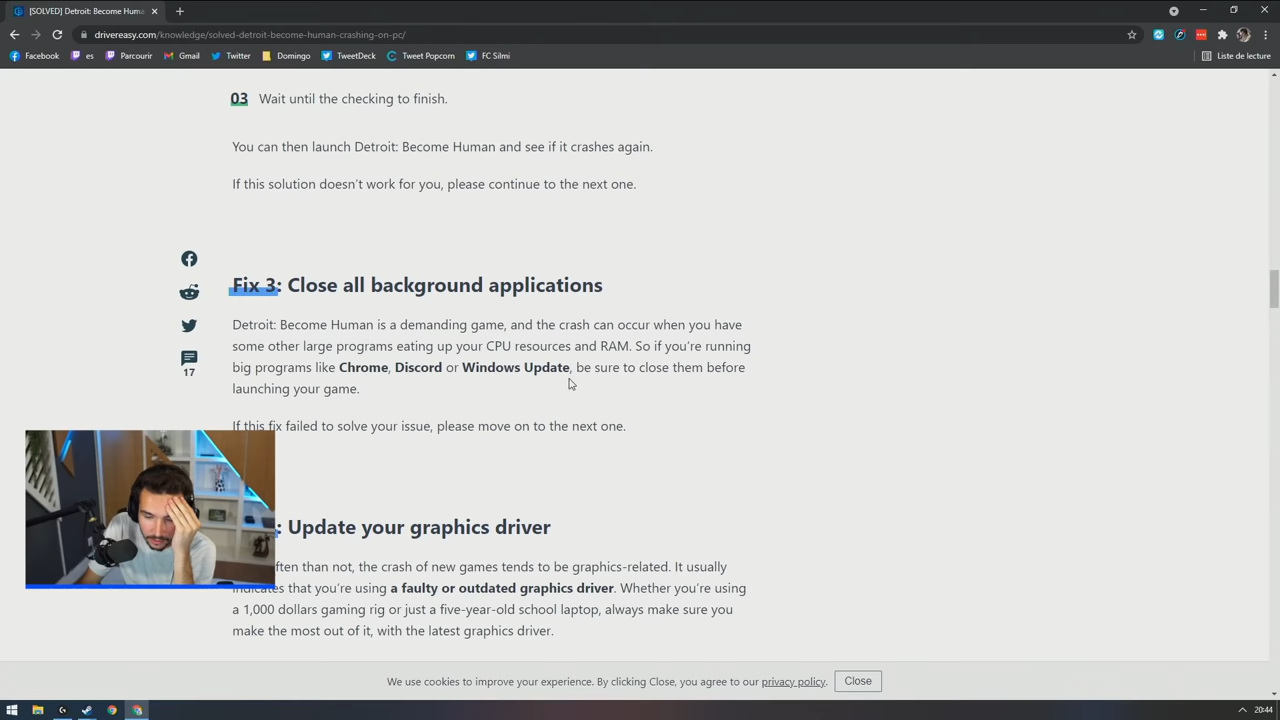 [SOLVED] Detroit: Become Hum
drivereasy.com/knowledge/solved-detroit-become-human-crashing-on-pc/
Facebook es Parcourir Gmail Twitter Domingo TweetDeck Tweet Popcorn FC Silmi Liste de lecture
03 Wait until the checking to finish.
You can then launch Detroit: Become Human and see if it crashes again.
If this solution doesn't work for you, please continue to the next one.
Fix 3: Close all background applications
Detroit: Become Human is a demanding game, and the crash can occur when you have
some other large programs eating up your CPU resources and RAM. So if you're running
big programs like Chrome, Discord or Windows Update, be sure to close them before
launching your game.
17
If this fix failed to solve your issue, please move on to the next one.
: Update your graphics driver
ften than not, the crash of new games tends to be graphics-related. It usually
indicates that you're using a faulty or outdated graphics driver. Whether you're using
a 1,000 dollars gaming rig or just a five-year-old school laptop, always make sure you
make the most out of it, with the latest graphics driver.
We use cookies to improve your experience. By clicking Close, you agree to our privacy policy. Close
20:44